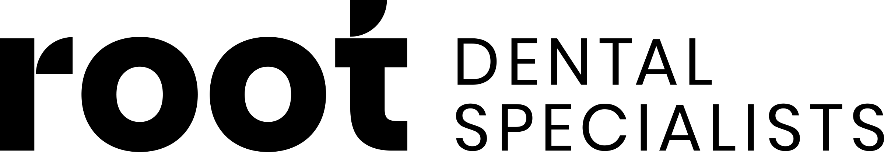 root
DENTAL
SPECIALISTS